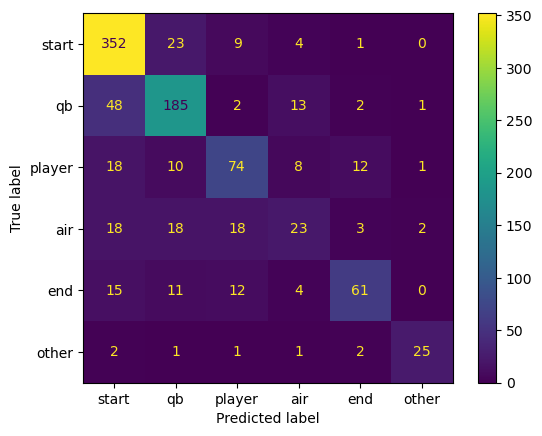 start 352 23 9 4 1 0
qb 48 185 2 13 2 1
player 18 10 74 8 12 1
air 18 18 18 23 3 2
end 15 11 12 4 61 0
other 2 1 1 1 2 25
start qb player air end other
Predicted label
True label
350
300
250
200
150
100
50
0